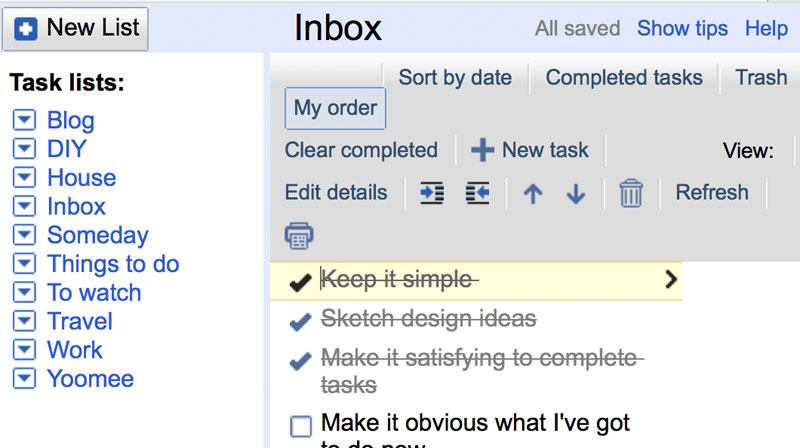 New List
Inbox
All saved Show tips Help
Task lists:
Blog
DIY
House
Inbox
Someday
Things to do
To watch
Travel
Work
Yoomee
Sort by date Completed tasks Trash
My order
Clear completed New task View:
Edit details Refresh
Keep it simple
Sketch design ideas
Make it satisfying to complete
tasks
Make it obvious what I've got
to do now